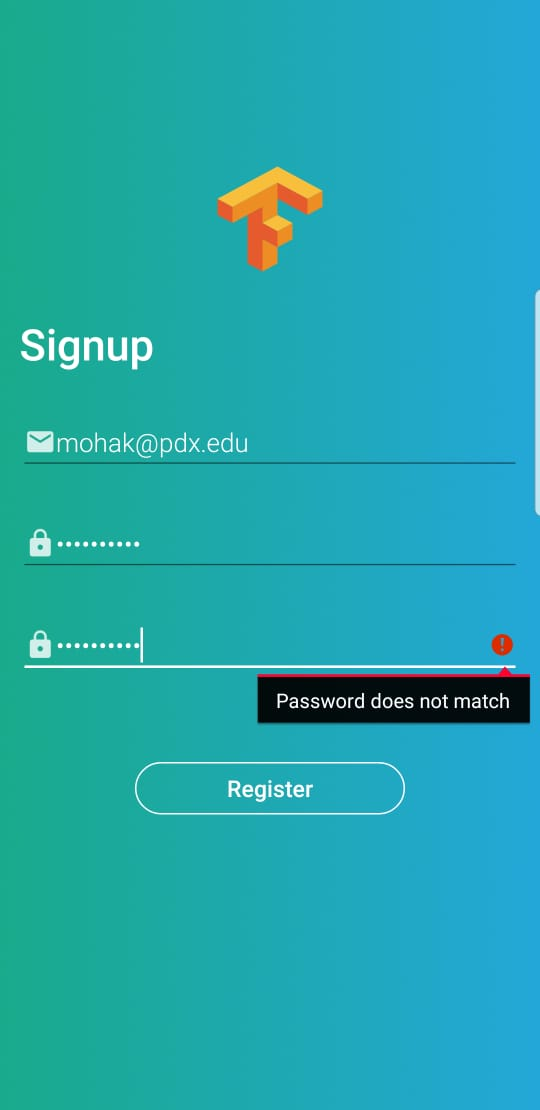 Signup
mohak@pdx.edu
••••••••••
••••••••••
Password does not match
Register